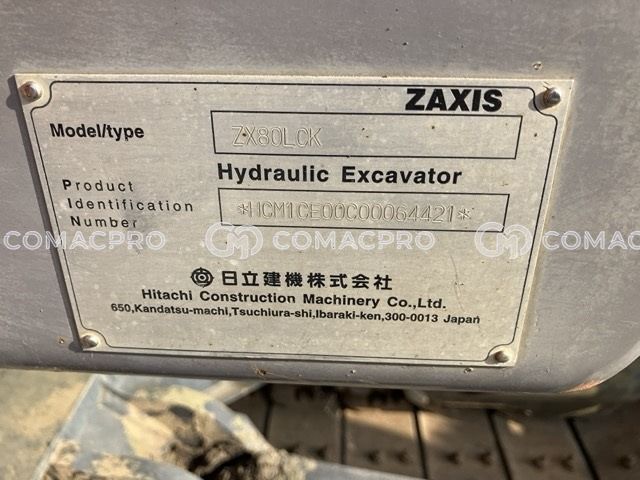 ZAXIS
Model/type ZX80LCK
Hydraulic Excavator
Product
Identification
Number
*HCM1CE00C00064421*
COMACPRO COMACPRO COMACPRO
日立建機株式会社
Hitachi Construction Machinery Co.,Ltd.
650,Kandatsu-machi,Tsuchiura-shi,Ibaraki-ken,300-0013 Japan